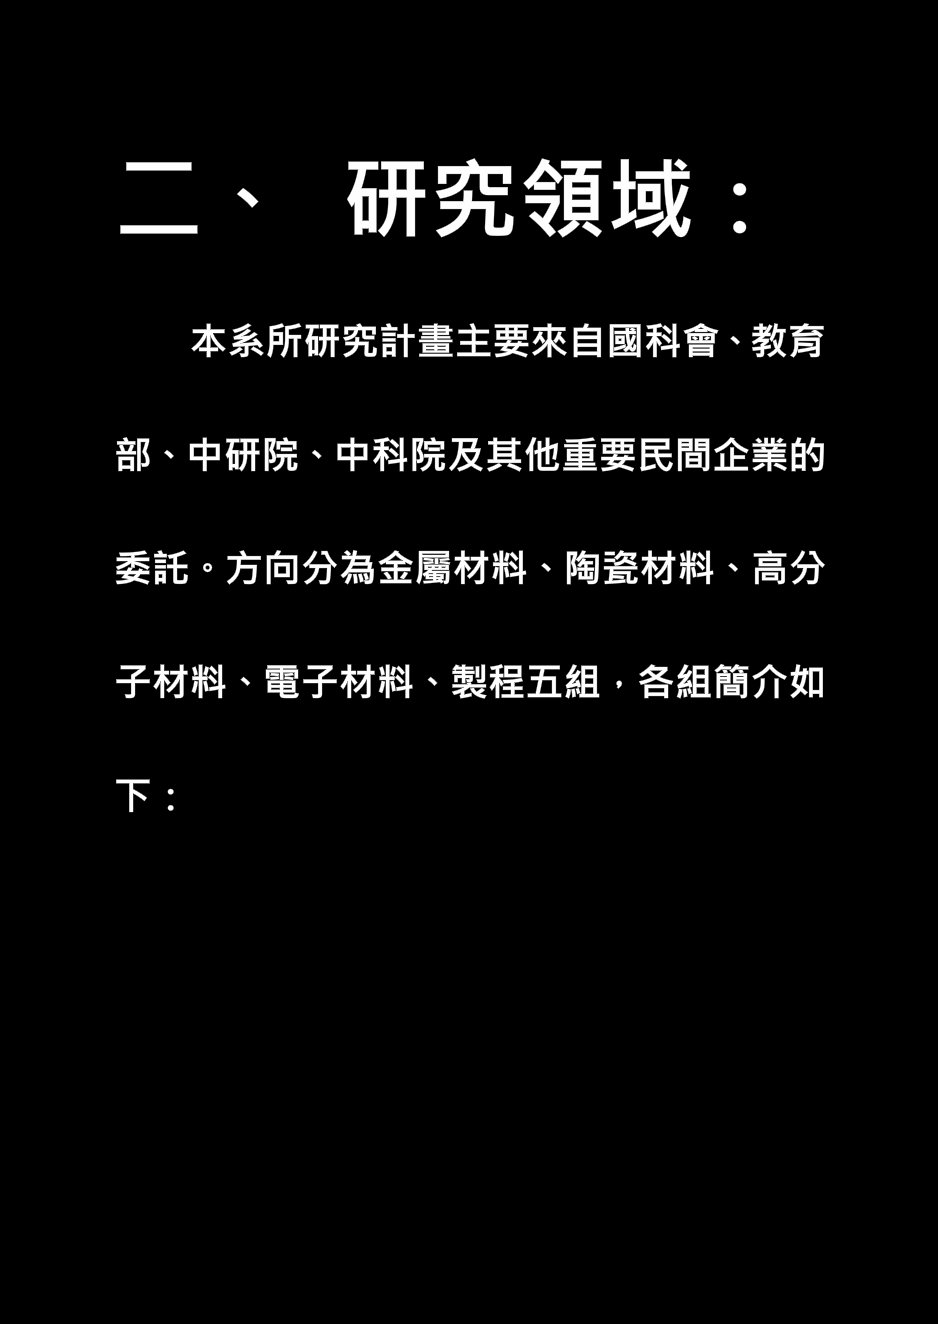 二、 研究領域：
本系所研究計畫主要來自國科會、教育
部、中研院、中科院及其他重要民間企業的
委託。方向分為金屬材料、陶瓷材料、高分
子材料、電子材料、製程五組，各組簡介如
下：